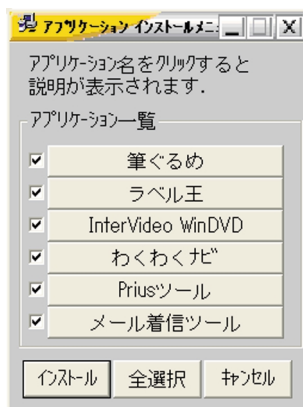 アプリケーション インストールメニュ
アプリケーション名をクリックすると
説明が表示されます.
アプリケーション一覧
筆ぐるめ
ラベル王
InterVideo WinDVD
わくわくナビ
Priusツール
メール着信ツール
インストール 全選択 キャンセル